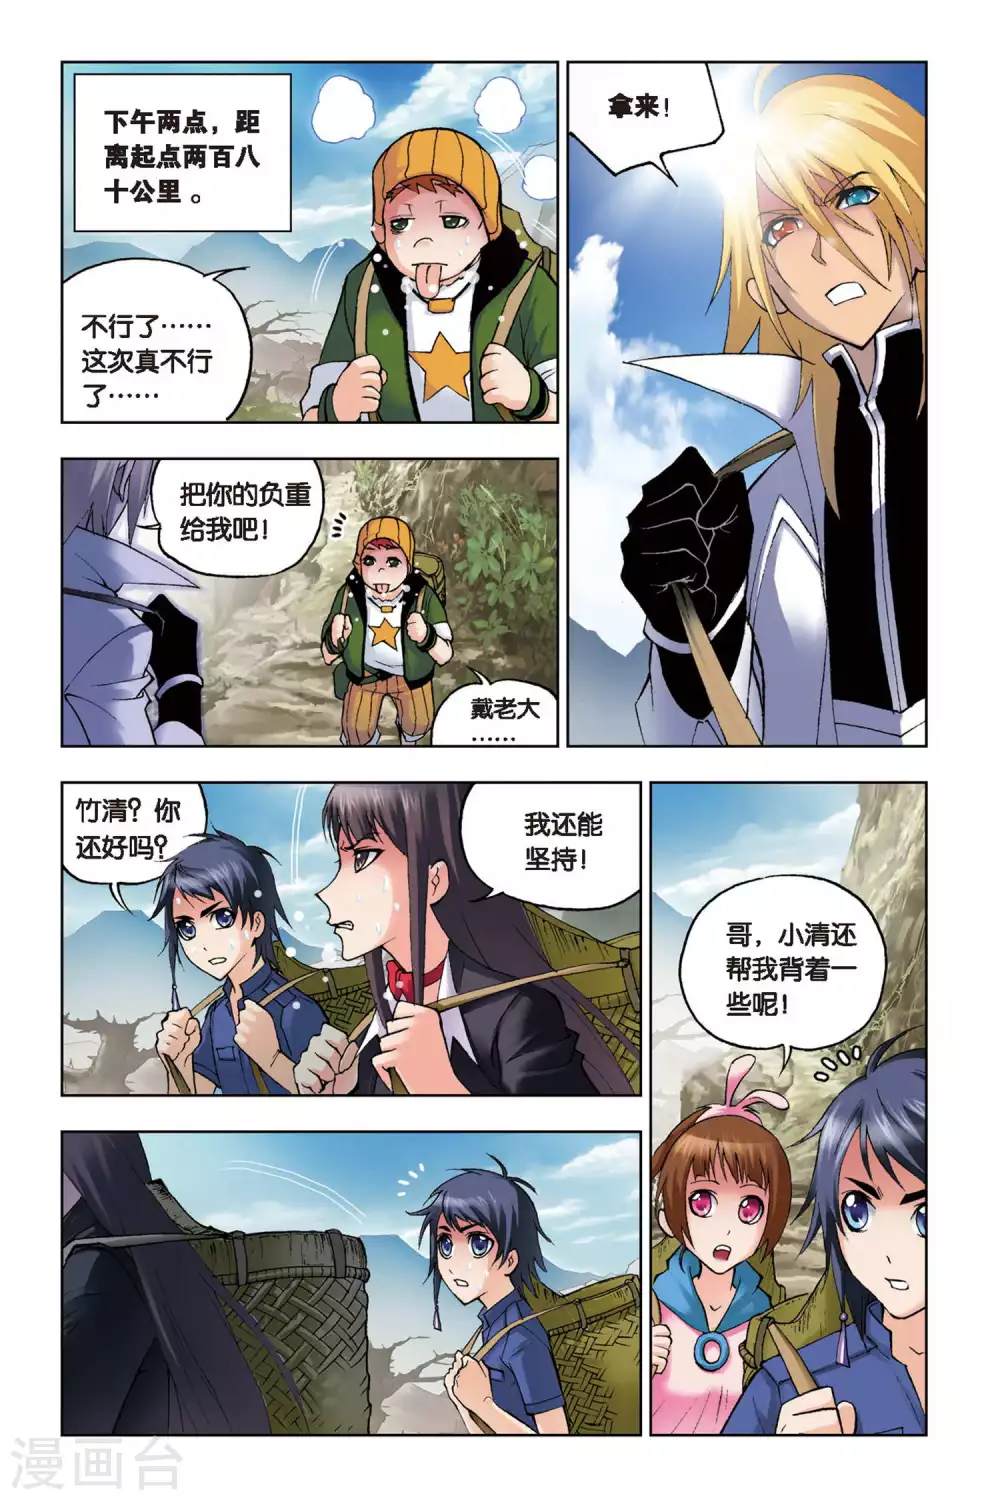 下午两点，距
离起点两百八
十公里。
不行了……
这次真不行
了……
拿来！
把你的负重
给我吧！
戴老大
……
竹清？你
还好吗？
我还能
坚持！
哥，小清还
帮我背着一
些呢！
漫画台